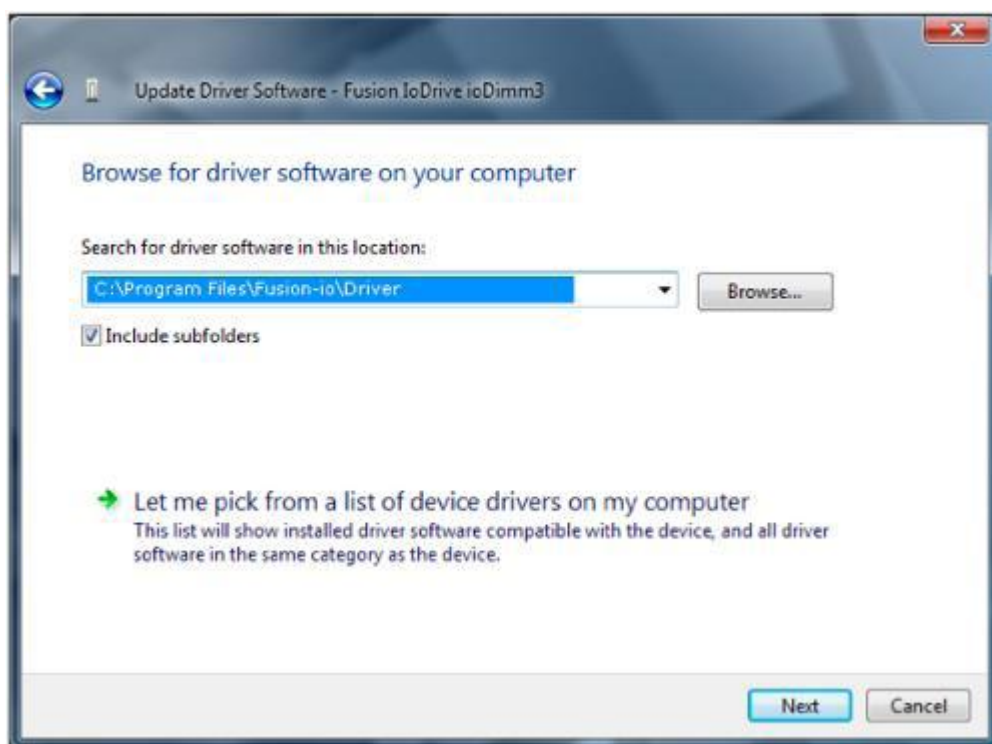 Update Driver Software - Fusion IoDrive ioDimm3
Browse for driver software on your computer
Search for driver software in this location:
C:\Program Files\Fusion-io\Driver
Browse...
Include subfolders
Let me pick from a list of device drivers on my computer
This list will show installed driver software compatible with the device, and all driver
software in the same category as the device.
Next
Cancel